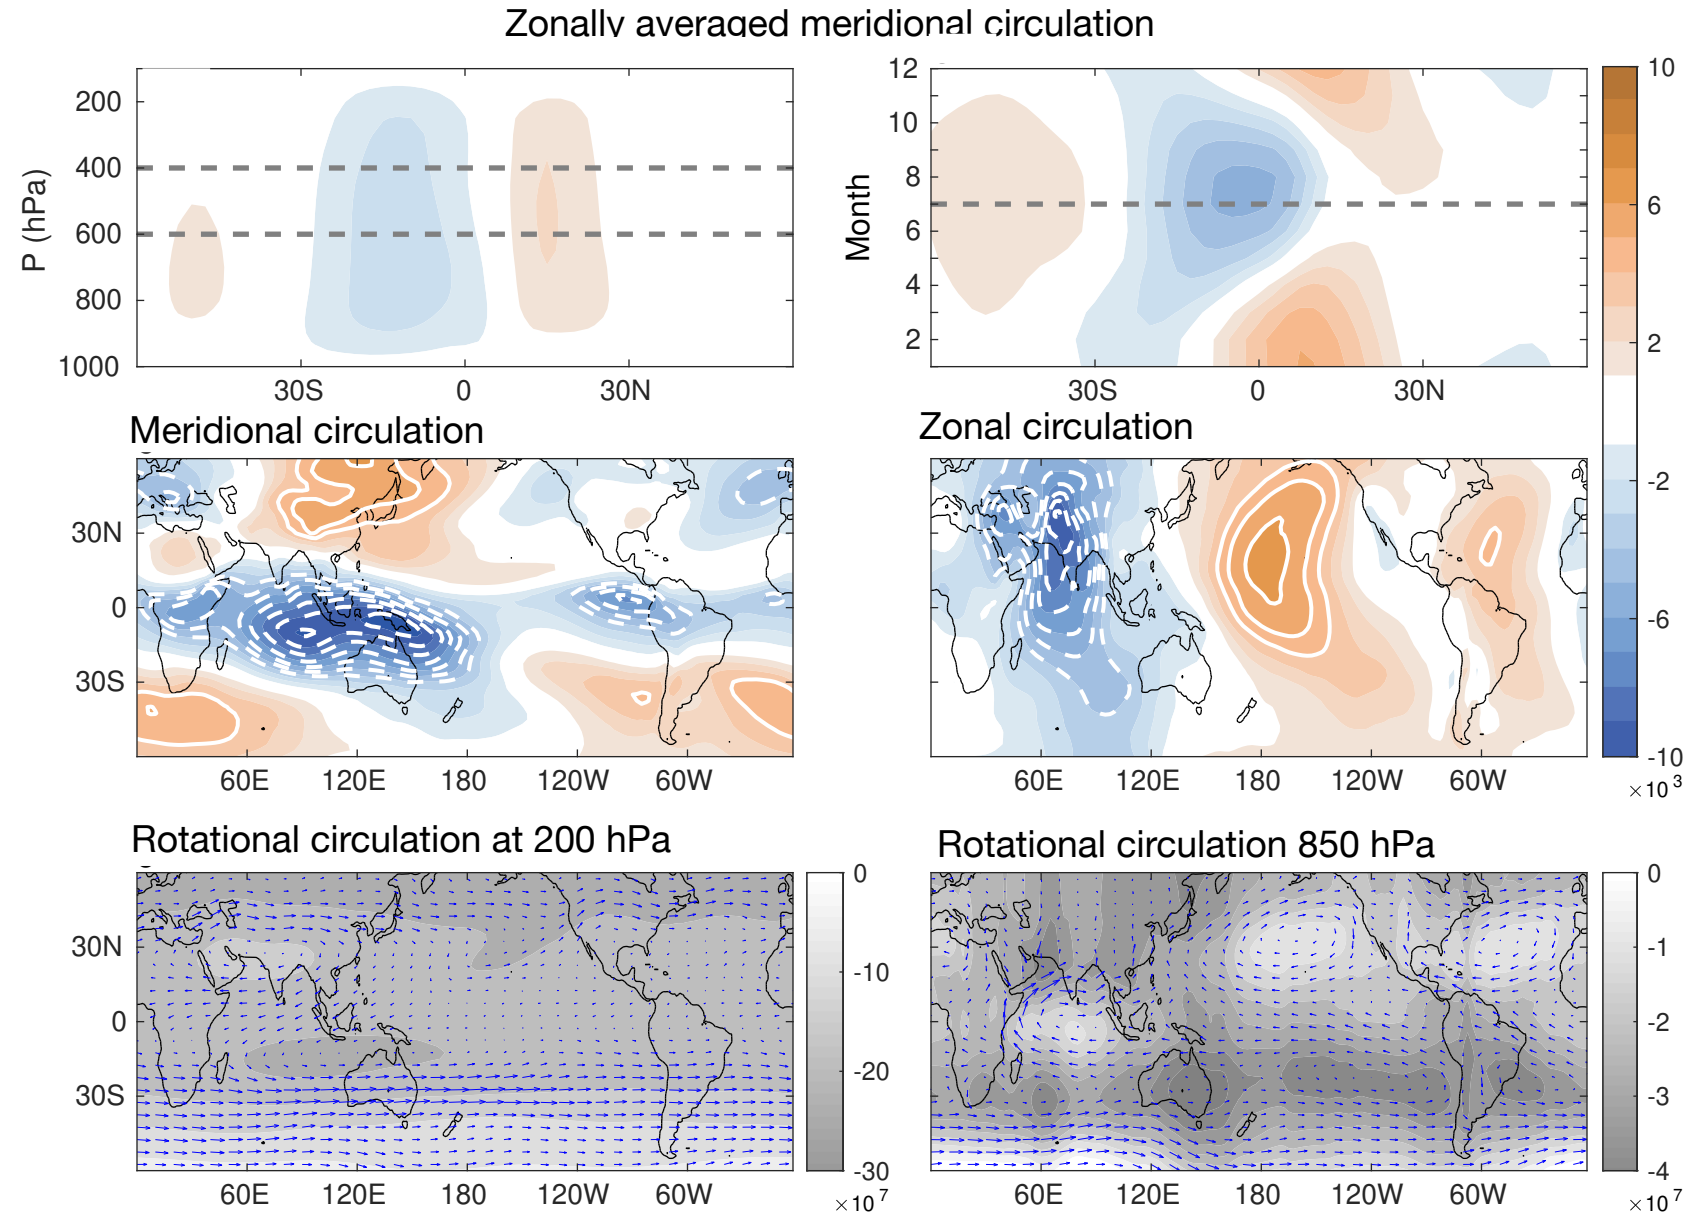 Zonally averaged meridional circulation
200
400
600
800
1000
P (hPa)
30S 0 30N
12
10
8
6
4
2
Month
30S 0 30N
10
6
2
-2
-6
-10
×10³
Meridional circulation
30N
0
30S
60E 120E 180 120W 60W
Zonal circulation
60E 120E 180 120W 60W
Rotational circulation at 200 hPa
30N
0
30S
60E 120E 180 120W 60W
0
-10
-20
-30
×10⁷
Rotational circulation 850 hPa
60E 120E 180 120W 60W
0
-1
-2
-3
-4
×10⁷